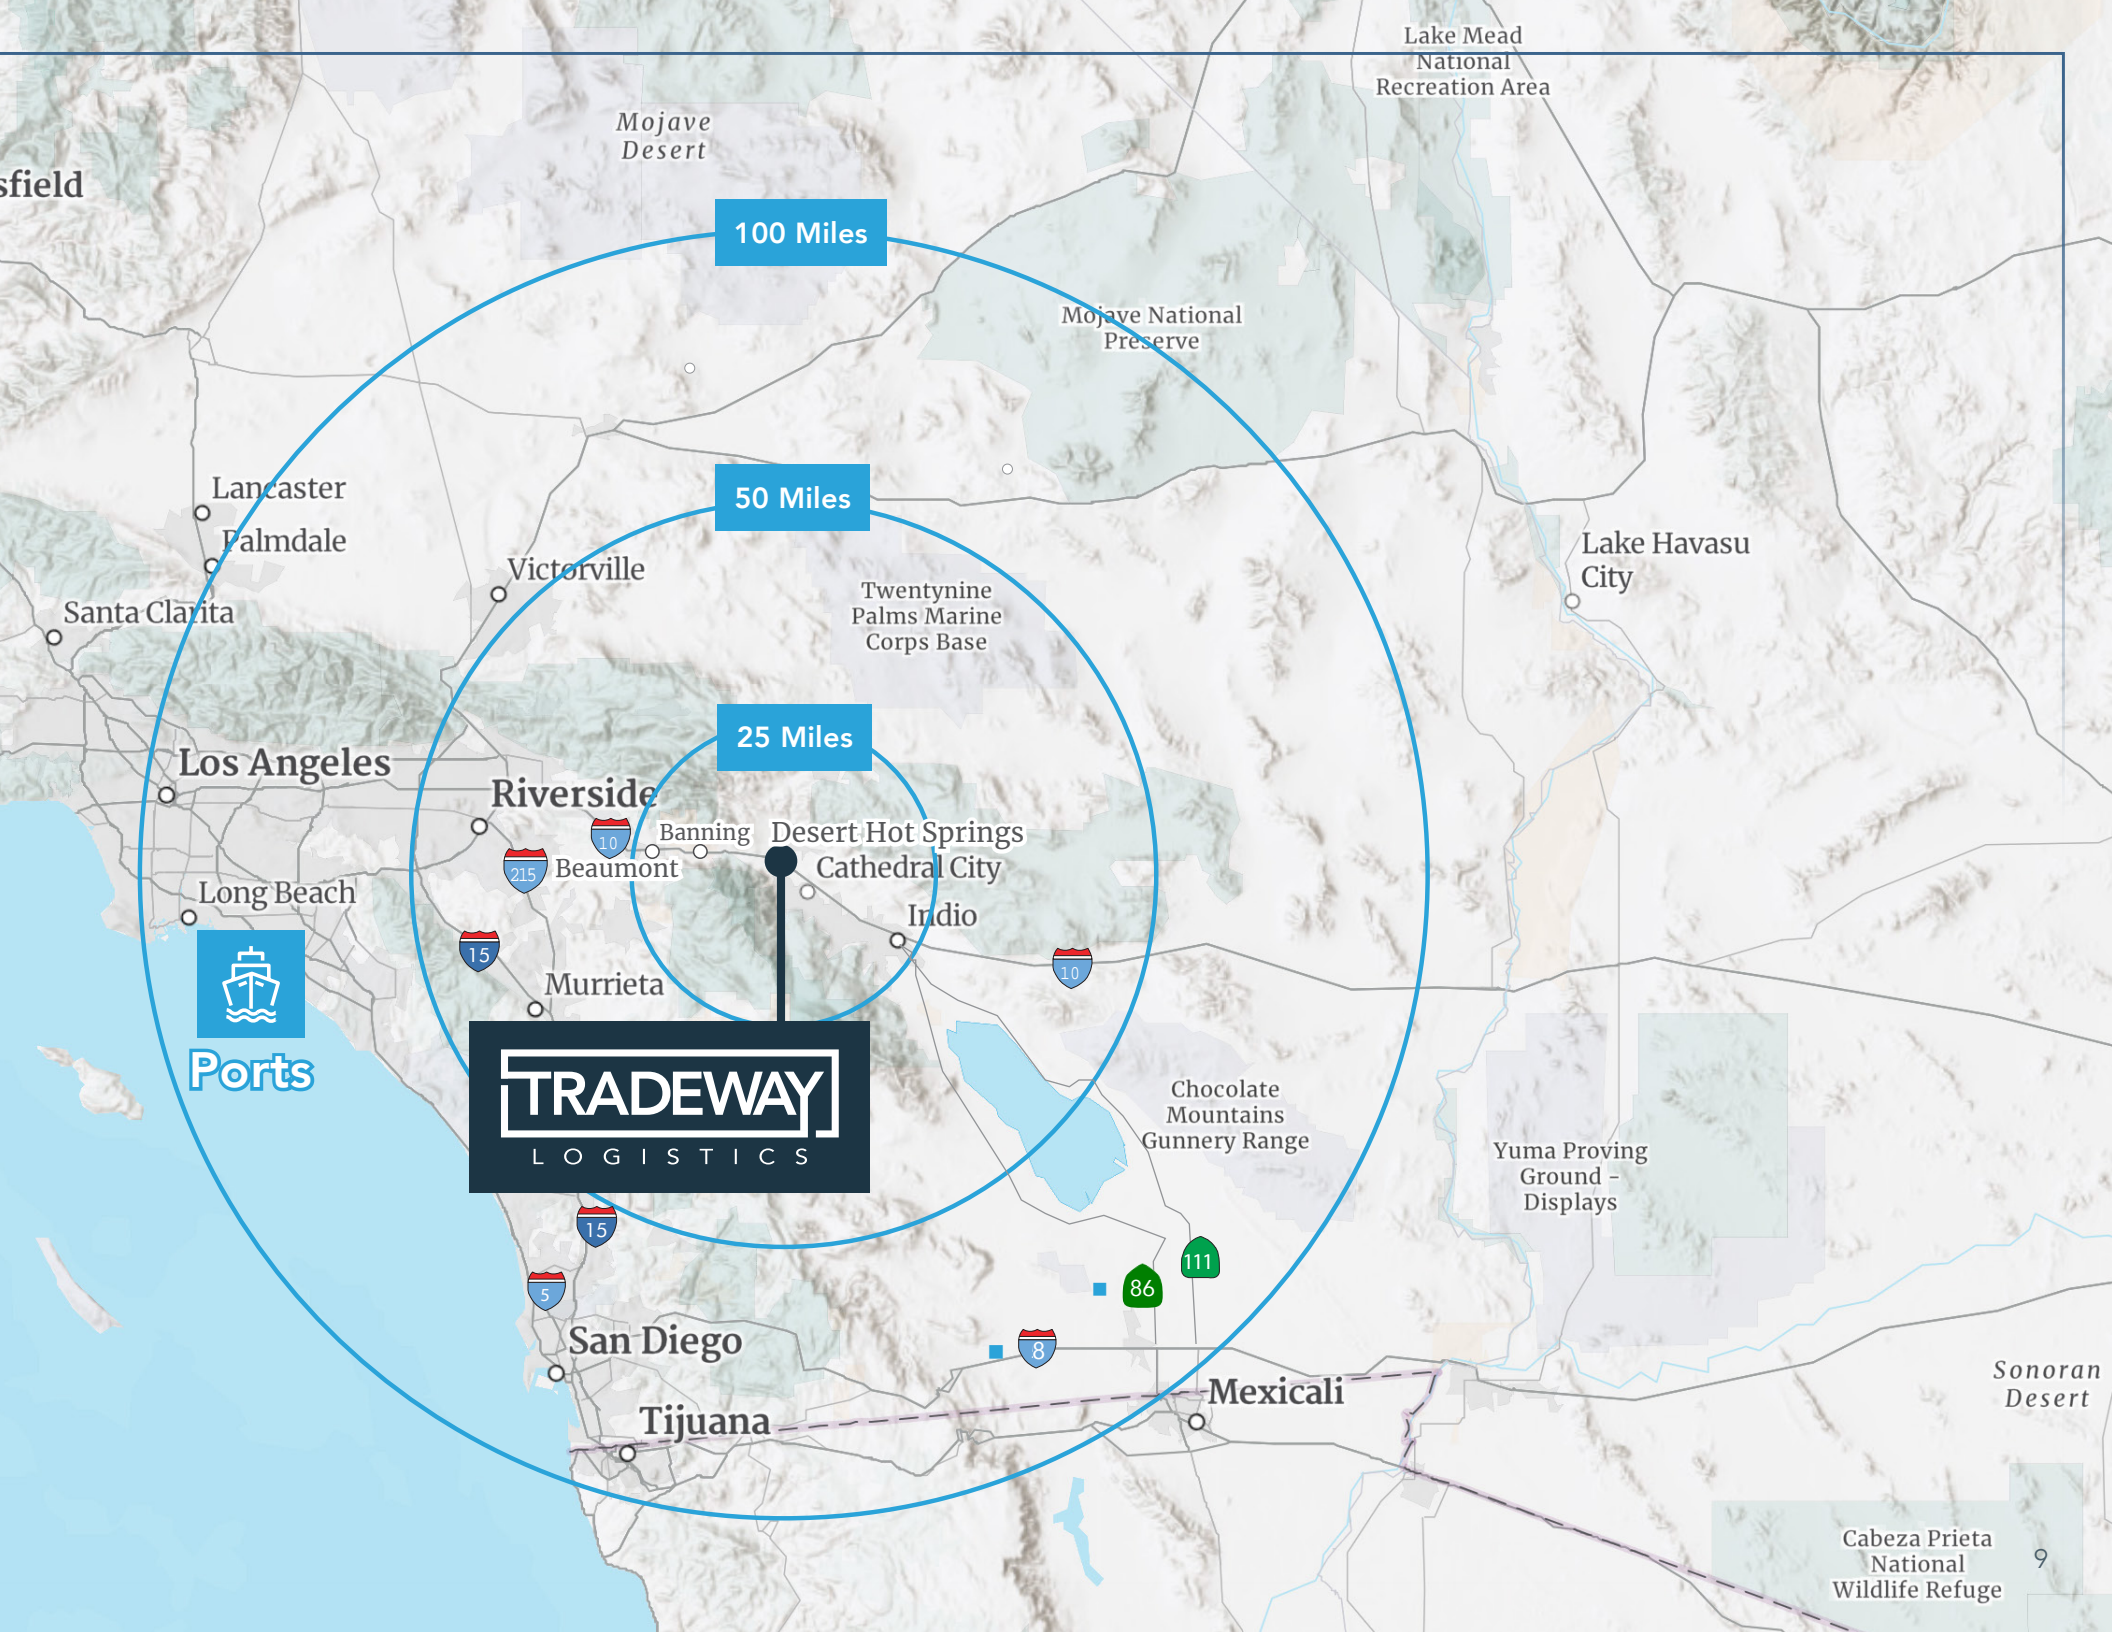 Lake Mead
National
Recreation Area
Mojave
Desert
sfield
100 Miles
Mojave National
Preserve
Lancaster
50 Miles
Palmdale
Lake Havasu
City
Victorville
Twentynine
Palms Marine
Corps Base
Santa Clarita
25 Miles
Los Angeles
Riverside
10
Banning
Desert Hot Springs
215
Beaumont
Cathedral City
Long Beach
Indio
15
10
Murrieta
Ports
TRADEWAY
LOGISTICS
Chocolate
Mountains
Gunnery Range
Yuma Proving
Ground -
Displays
15
111
86
5
San Diego
8
Sonoran
Desert
Mexicali
Tijuana
Cabeza Prieta
National
Wildlife Refuge
9